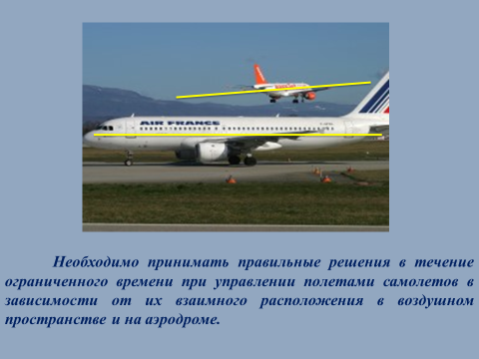 AIR FRANCE
Необходимо принимать правильные решения в течение
ограниченного времени при управлении полетами самолетов в
зависимости от их взаимного расположения в воздушном
пространстве и на аэродроме.